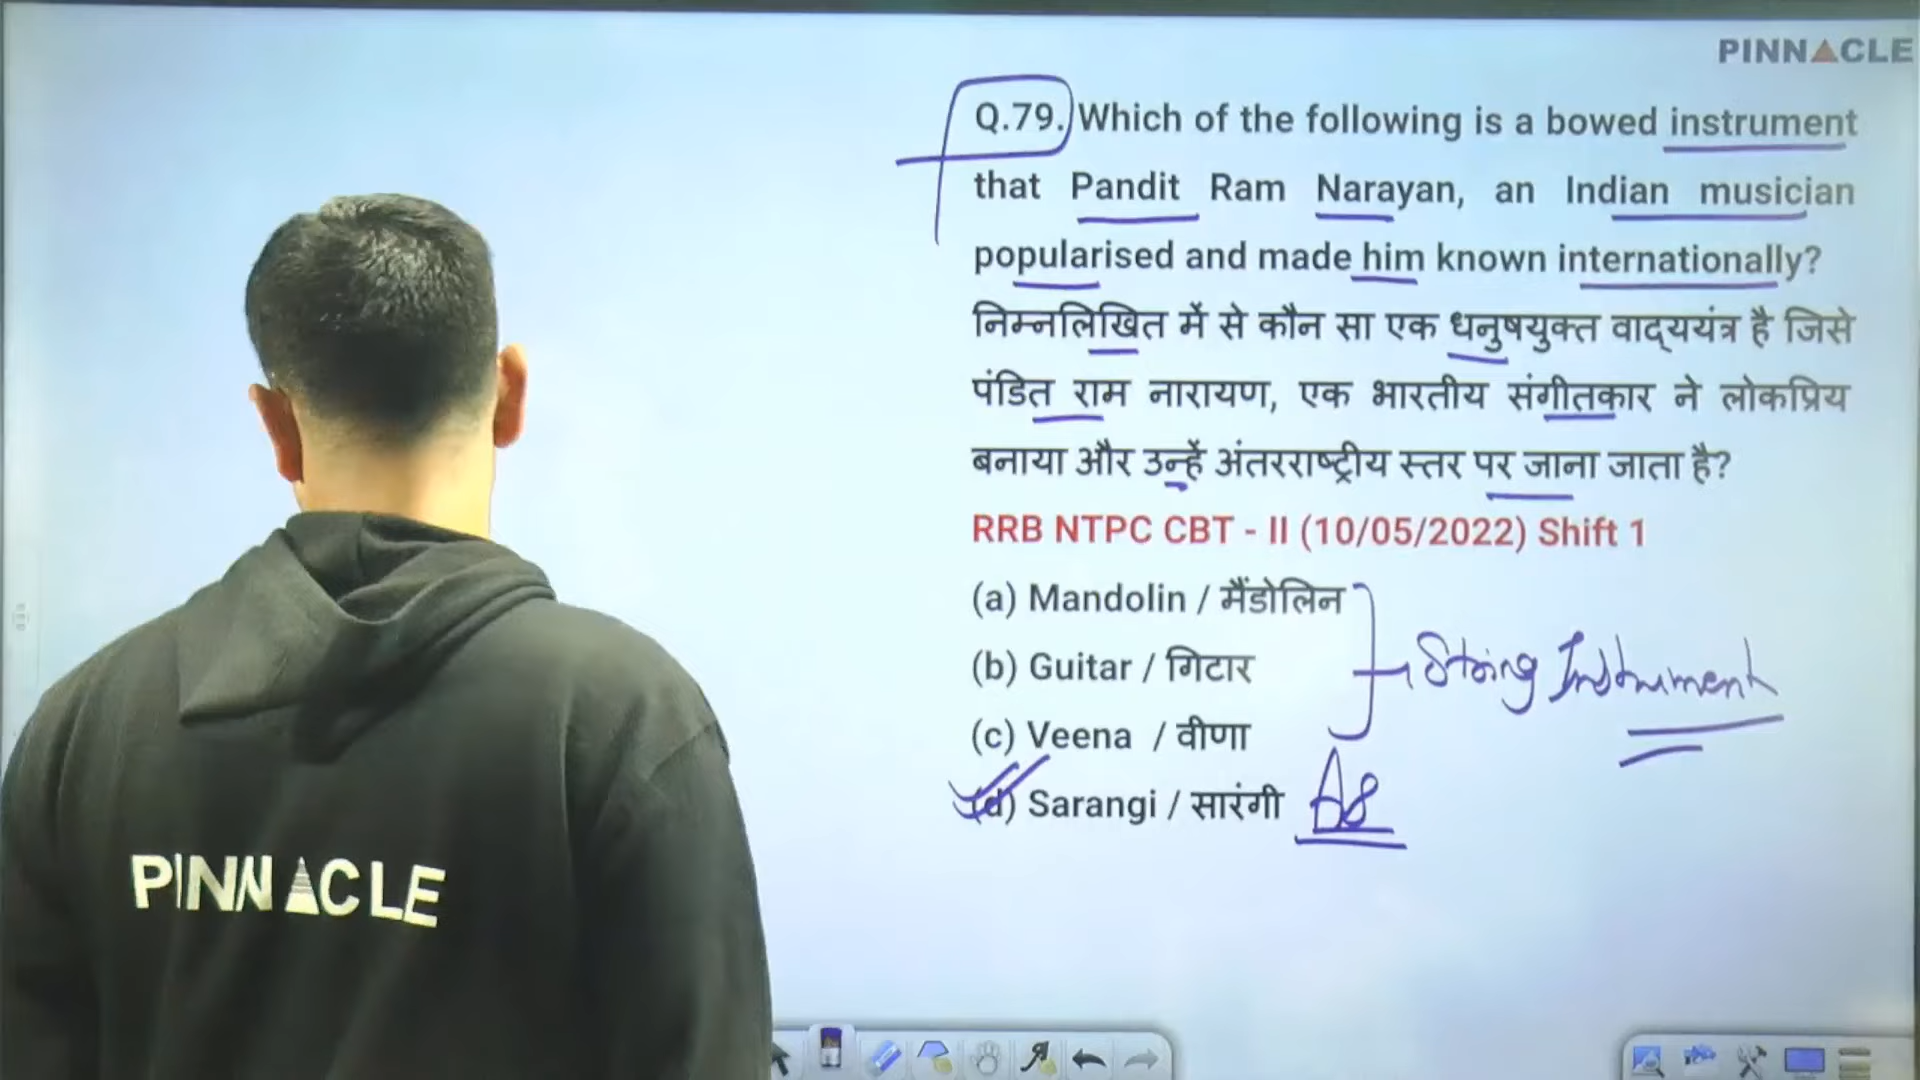 PINNACLE
Q.79. Which of the following is a bowed instrument
that Pandit Ram Narayan, an Indian musician
popularised and made him known internationally?
निम्नलिखित में से कौन सा एक धनुषयुक्त वाद्ययंत्र है जिसे
पंडित राम नारायण, एक भारतीय संगीतकार ने लोकप्रिय
बनाया और उन्हें अंतरराष्ट्रीय स्तर पर जाना जाता है?
RRB NTPC CBT - II (10/05/2022) Shift 1
(a) Mandolin / मैंडोलिन
(b) Guitar / गिटार
String Instrument
(c) Veena / वीणा
(d) Sarangi / सारंगी
PINNACLE